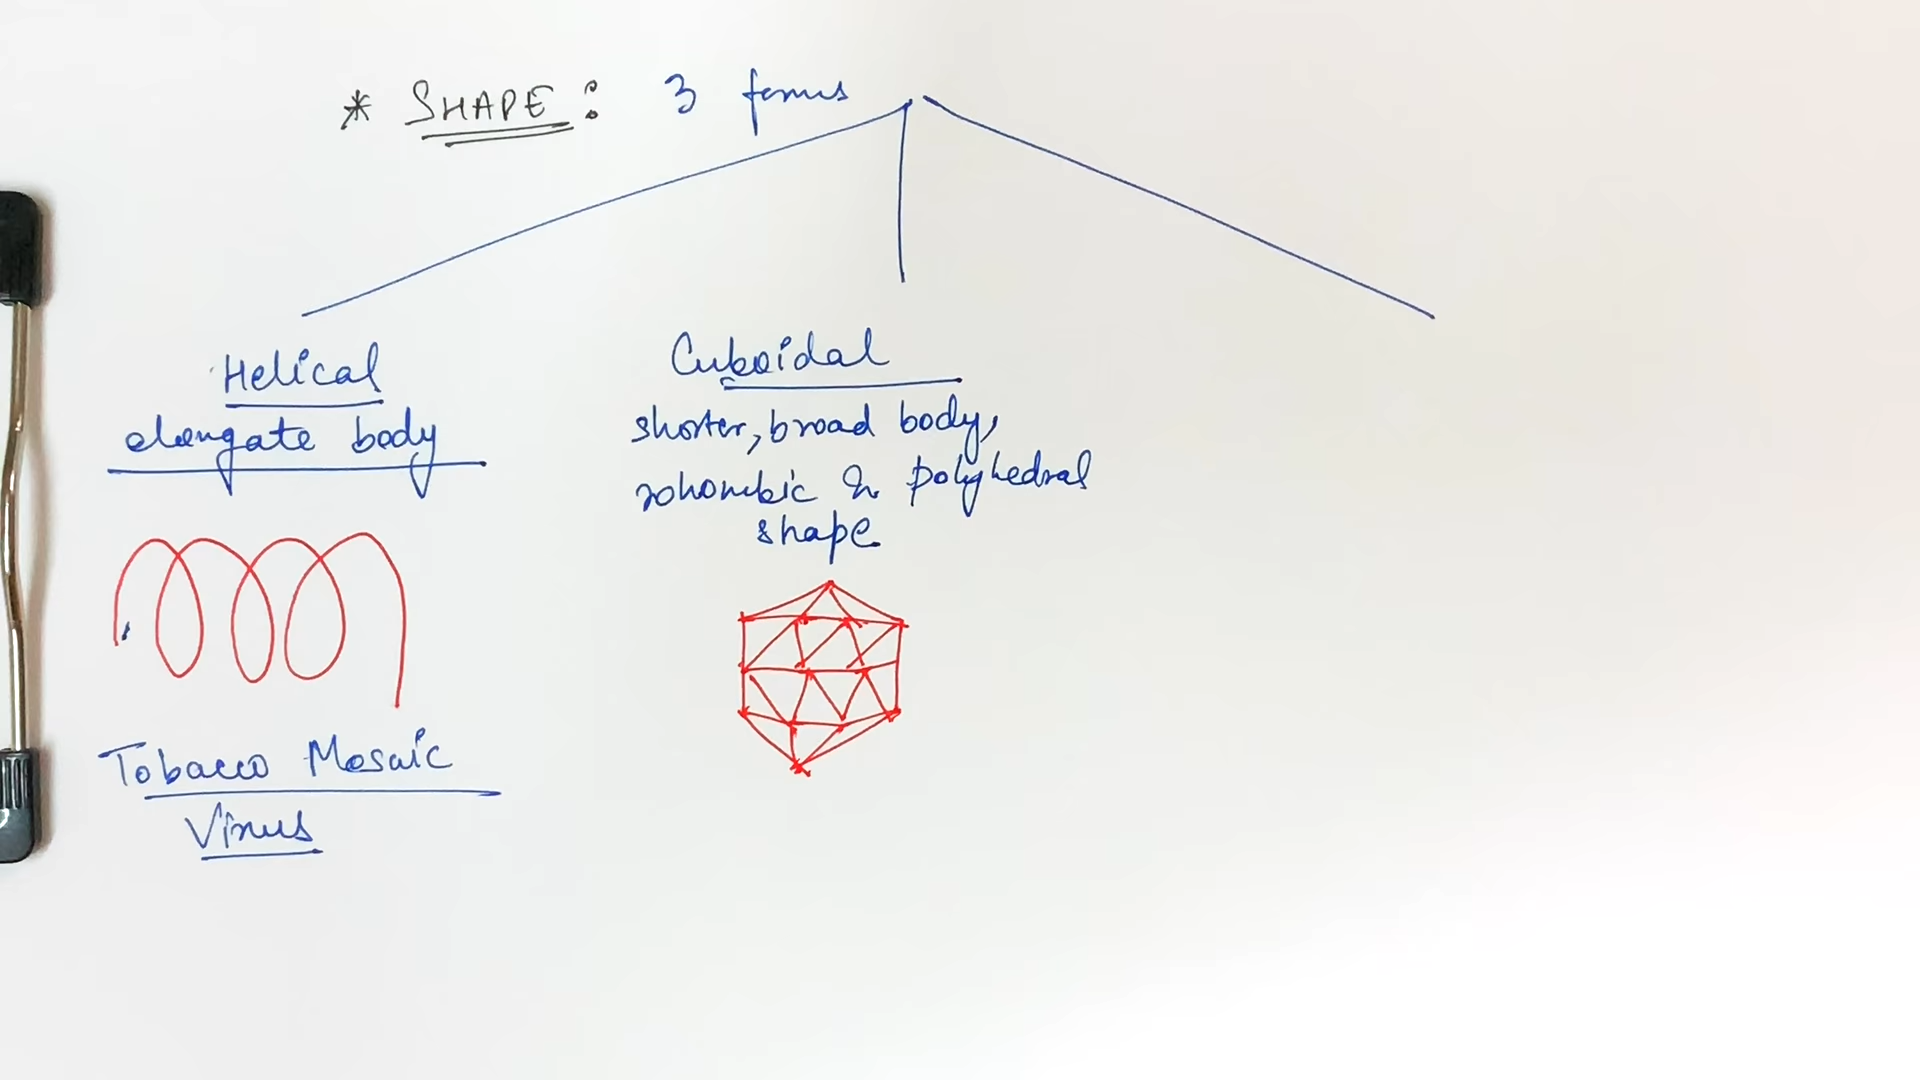 * SHAPE: 3 forms
Helical
elongate body
Tobacco Mosaic
Virus
Cuboidal
shorter, broad body,
rhombic & polyhedral
shape